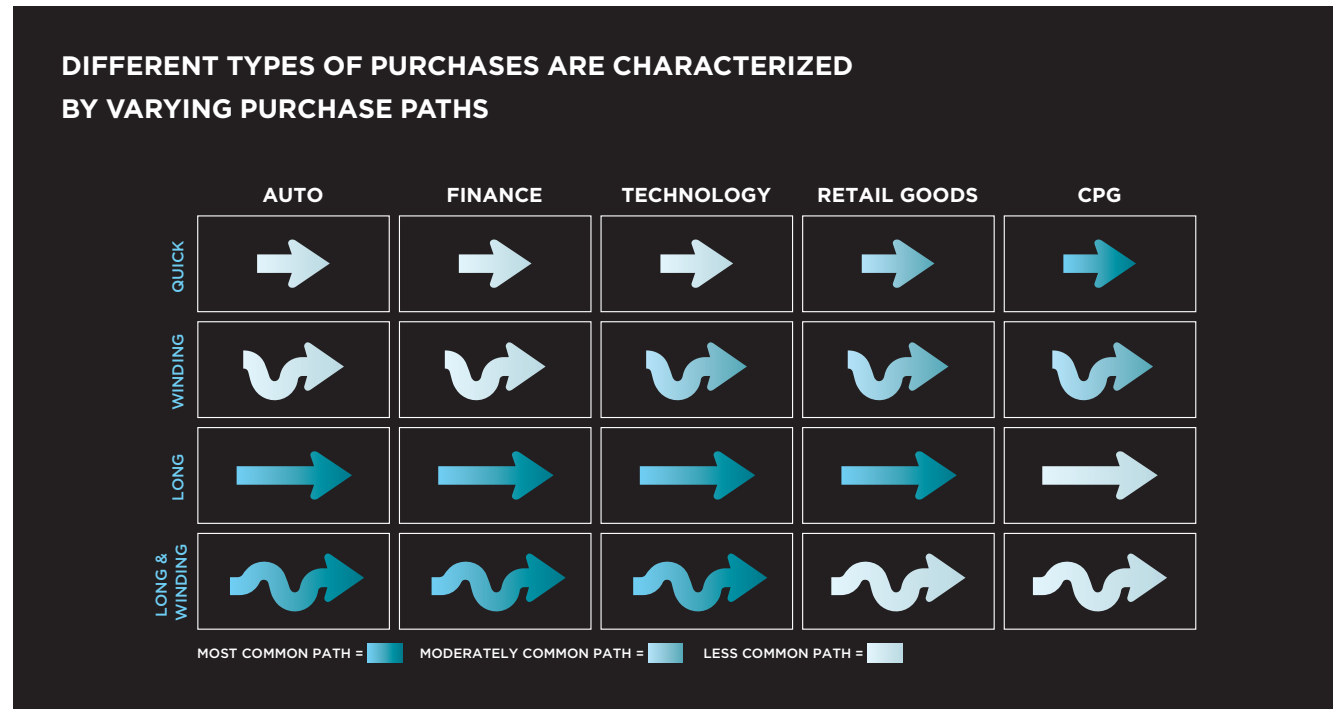 DIFFERENT TYPES OF PURCHASES ARE CHARACTERIZED
BY VARYING PURCHASE PATHS
AUTO FINANCE TECHNOLOGY RETAIL GOODS CPG
QUICK
WINDING
LONG
LONG &
WINDING
MOST COMMON PATH = MODERATELY COMMON PATH = LESS COMMON PATH =